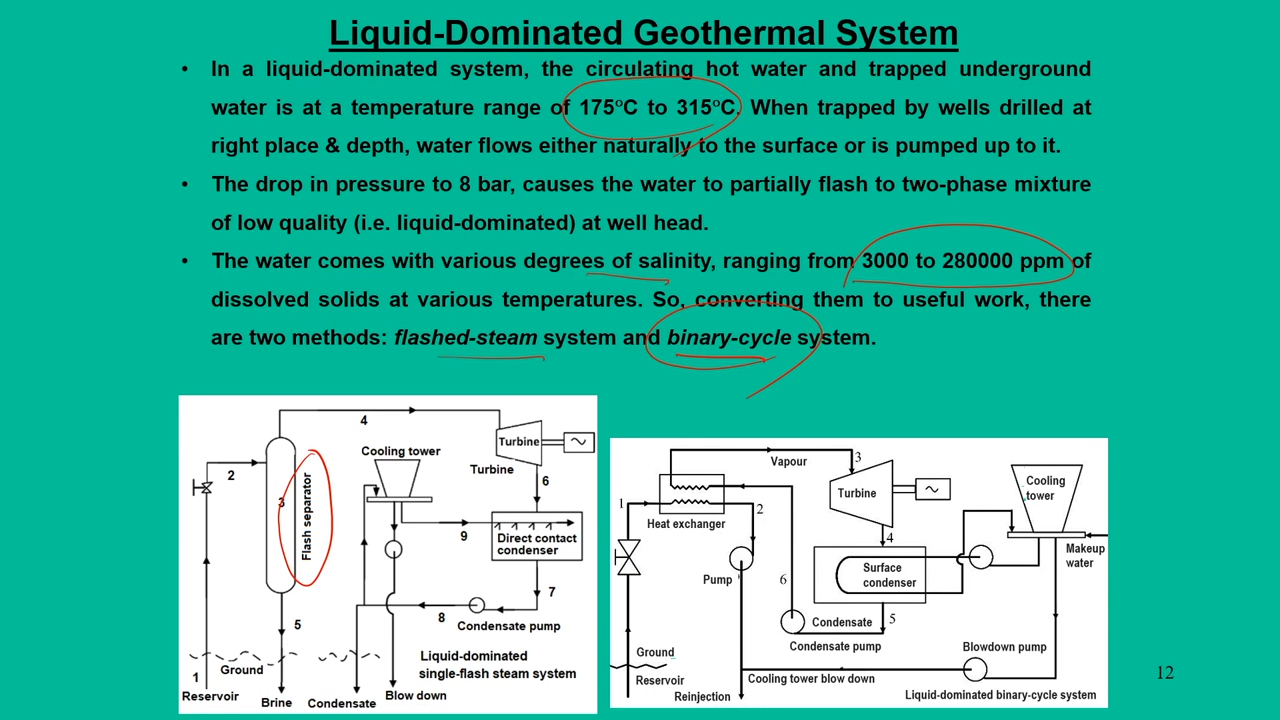 Liquid-Dominated Geothermal System
• In a liquid-dominated system, the circulating hot water and trapped underground
water is at a temperature range of 175°C to 315°C. When trapped by wells drilled at
right place & depth, water flows either naturally to the surface or is pumped up to it.
• The drop in pressure to 8 bar, causes the water to partially flash to two-phase mixture
of low quality (i.e. liquid-dominated) at well head.
• The water comes with various degrees of salinity, ranging from 3000 to 280000 ppm of
dissolved solids at various temperatures. So, converting them to useful work, there
are two methods: flashed-steam system and binary-cycle system.
4
Turbine
Cooling tower
Turbine
2
6
3
Flash separator
9
Direct contact
condenser
7
8
5
Condensate pump
Ground
Liquid-dominated
single-flash steam system
1
Reservoir
Brine
Condensate
Blow down
Vapour
3
Cooling
tower
Turbine
1
2
Heat exchanger
4
Makeup
water
Pump
6
Surface
condenser
Condensate
5
Condensate pump
Blowdown pump
Ground
Reservoir
Cooling tower blow down
Reinjection
Liquid-dominated binary-cycle system
12